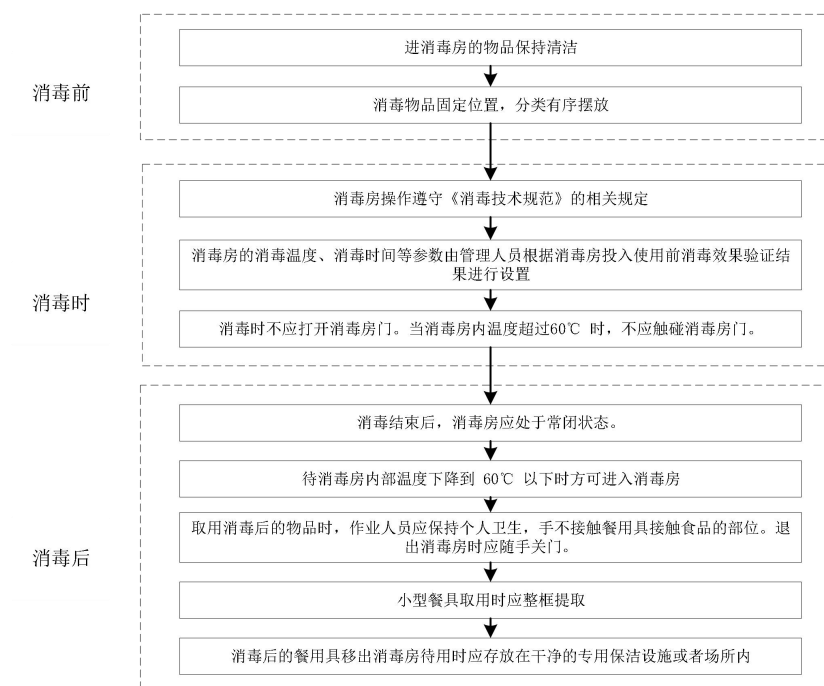 消毒前
进消毒房的物品保持清洁
消毒物品固定位置，分类有序摆放
消毒时
消毒房操作遵守《消毒技术规范》的相关规定
消毒房的消毒温度、消毒时间等参数由管理人员根据消毒房投入使用前消毒效果验证结
果进行设置
消毒时不应打开消毒房门。当消毒房内温度超过60℃ 时，不应触碰消毒房门。
消毒后
消毒结束后，消毒房应处于常闭状态。
待消毒房内部温度下降到 60℃ 以下时方可进入消毒房
取用消毒后的物品时，作业人员应保持个人卫生，手不接触餐用具接触食品的部位。退
出消毒房时应随手关门。
小型餐具取用时应整框提取
消毒后的餐用具移出消毒房待用时应存放在干净的专用保洁设施或者场所内